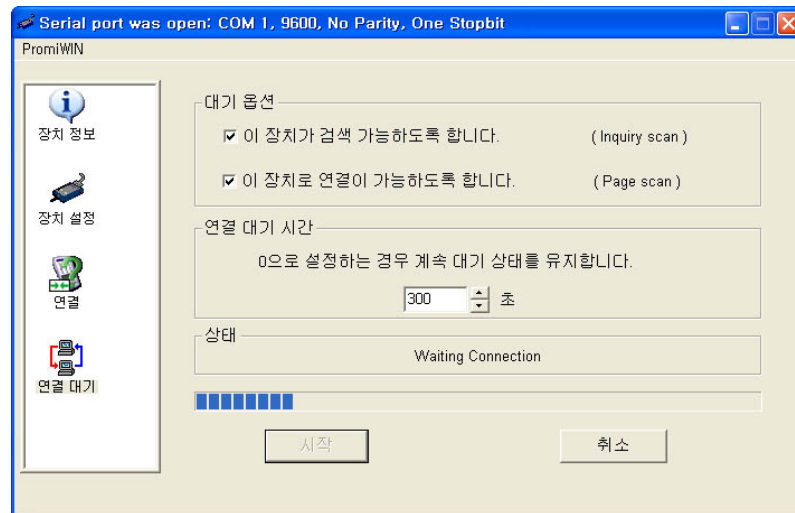 Serial port was open: COM 1, 9600, No Parity, One Stopbit
PromiWIN
장치 정보
장치 설정
연결
연결 대기
대기 옵션
이 장치가 검색 가능하도록 합니다. ( Inquiry scan )
이 장치로 연결이 가능하도록 합니다. ( Page scan )
연결 대기 시간
0으로 설정하는 경우 계속 대기 상태를 유지합니다.
300 초
상태
Waiting Connection
시작 취소